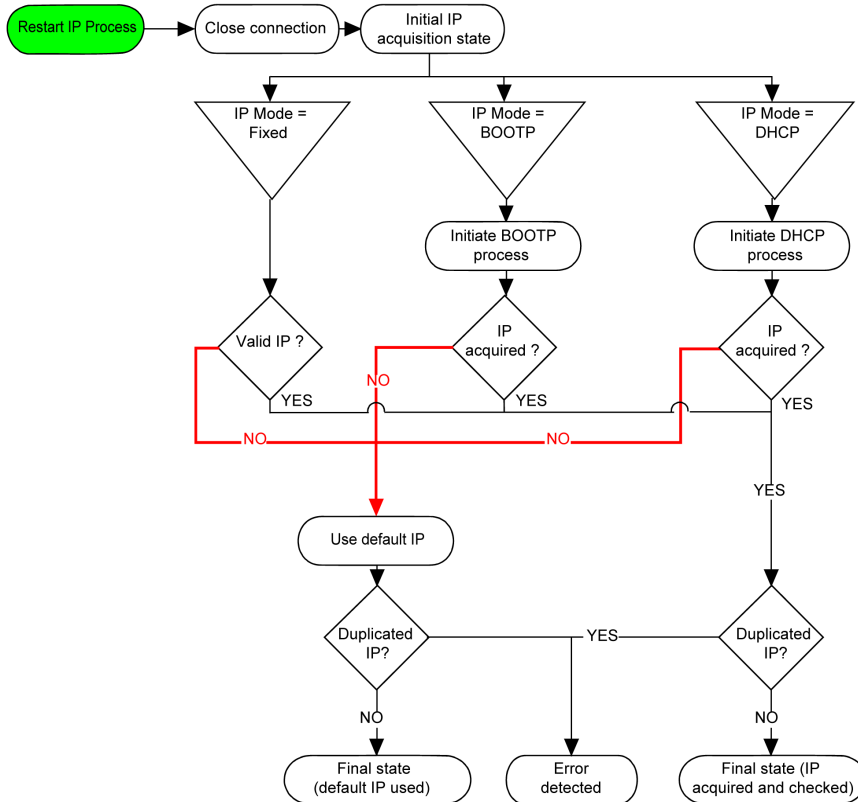 Restart IP Process
Close connection
Initial IP
acquisition state
IP Mode =
Fixed
IP Mode =
BOOTP
IP Mode =
DHCP
Initiate BOOTP
process
Initiate DHCP
process
Valid IP ?
IP
acquired ?
IP
acquired ?
NO
YES
YES
YES
NO
NO
YES
Use default IP
Duplicated
IP?
YES
Duplicated
IP?
NO
NO
Final state
(default IP used)
Error
detected
Final state (IP
acquired and checked)